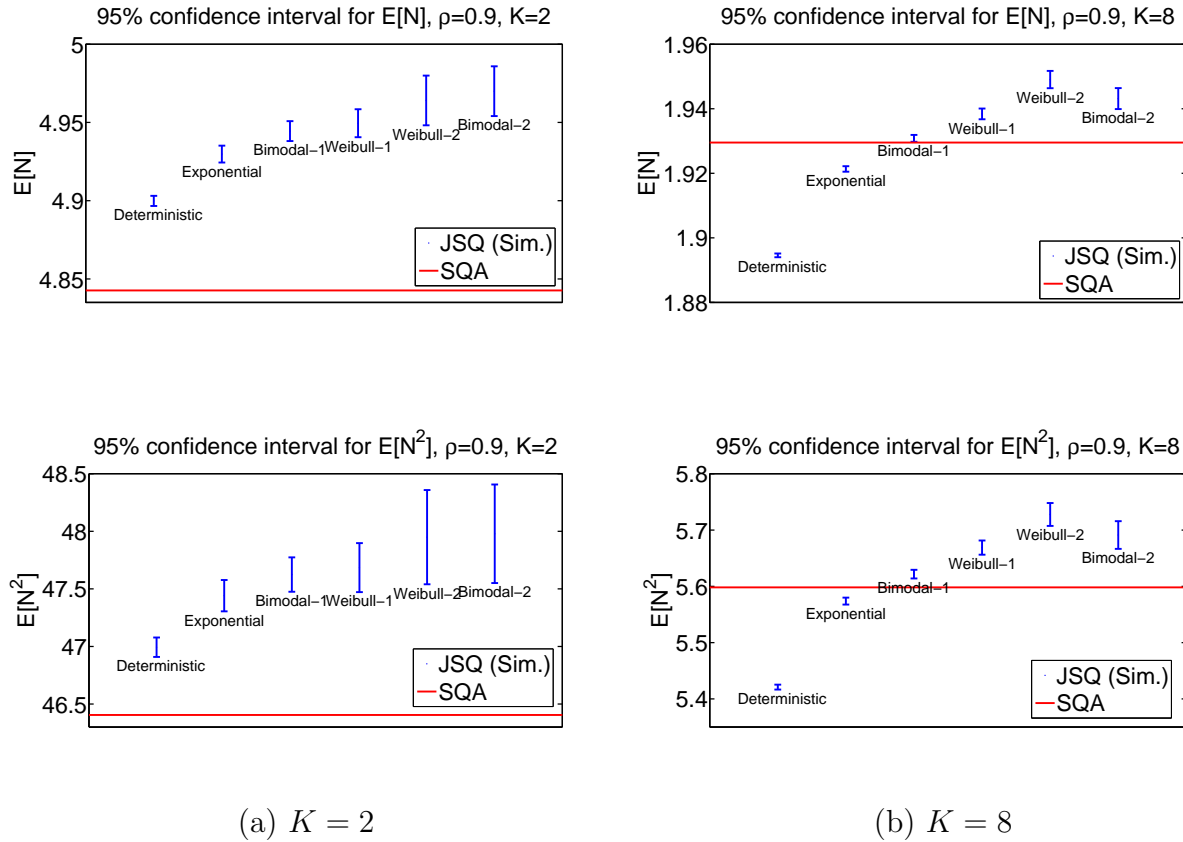 95% confidence interval for E[N], ρ=0.9, K=2
5
4.95
4.9
4.85
E[N]
Deterministic
Exponential
Bimodal−1
Weibull−1
Weibull−2
Bimodal−2
JSQ (Sim.)
SQA
95% confidence interval for E[N], ρ=0.9, K=8
1.96
1.94
1.92
1.9
1.88
E[N]
Deterministic
Exponential
Bimodal−1
Weibull−1
Weibull−2
Bimodal−2
JSQ (Sim.)
SQA
95% confidence interval for E[N²], ρ=0.9, K=2
48.5
48
47.5
47
46.5
E[N²]
Deterministic
Exponential
Bimodal−1
Weibull−1
Weibull−2
Bimodal−2
JSQ (Sim.)
SQA
95% confidence interval for E[N²], ρ=0.9, K=8
5.8
5.7
5.6
5.5
5.4
E[N²]
Deterministic
Exponential
Bimodal−1
Weibull−1
Weibull−2
Bimodal−2
JSQ (Sim.)
SQA
(a) K = 2
(b) K = 8